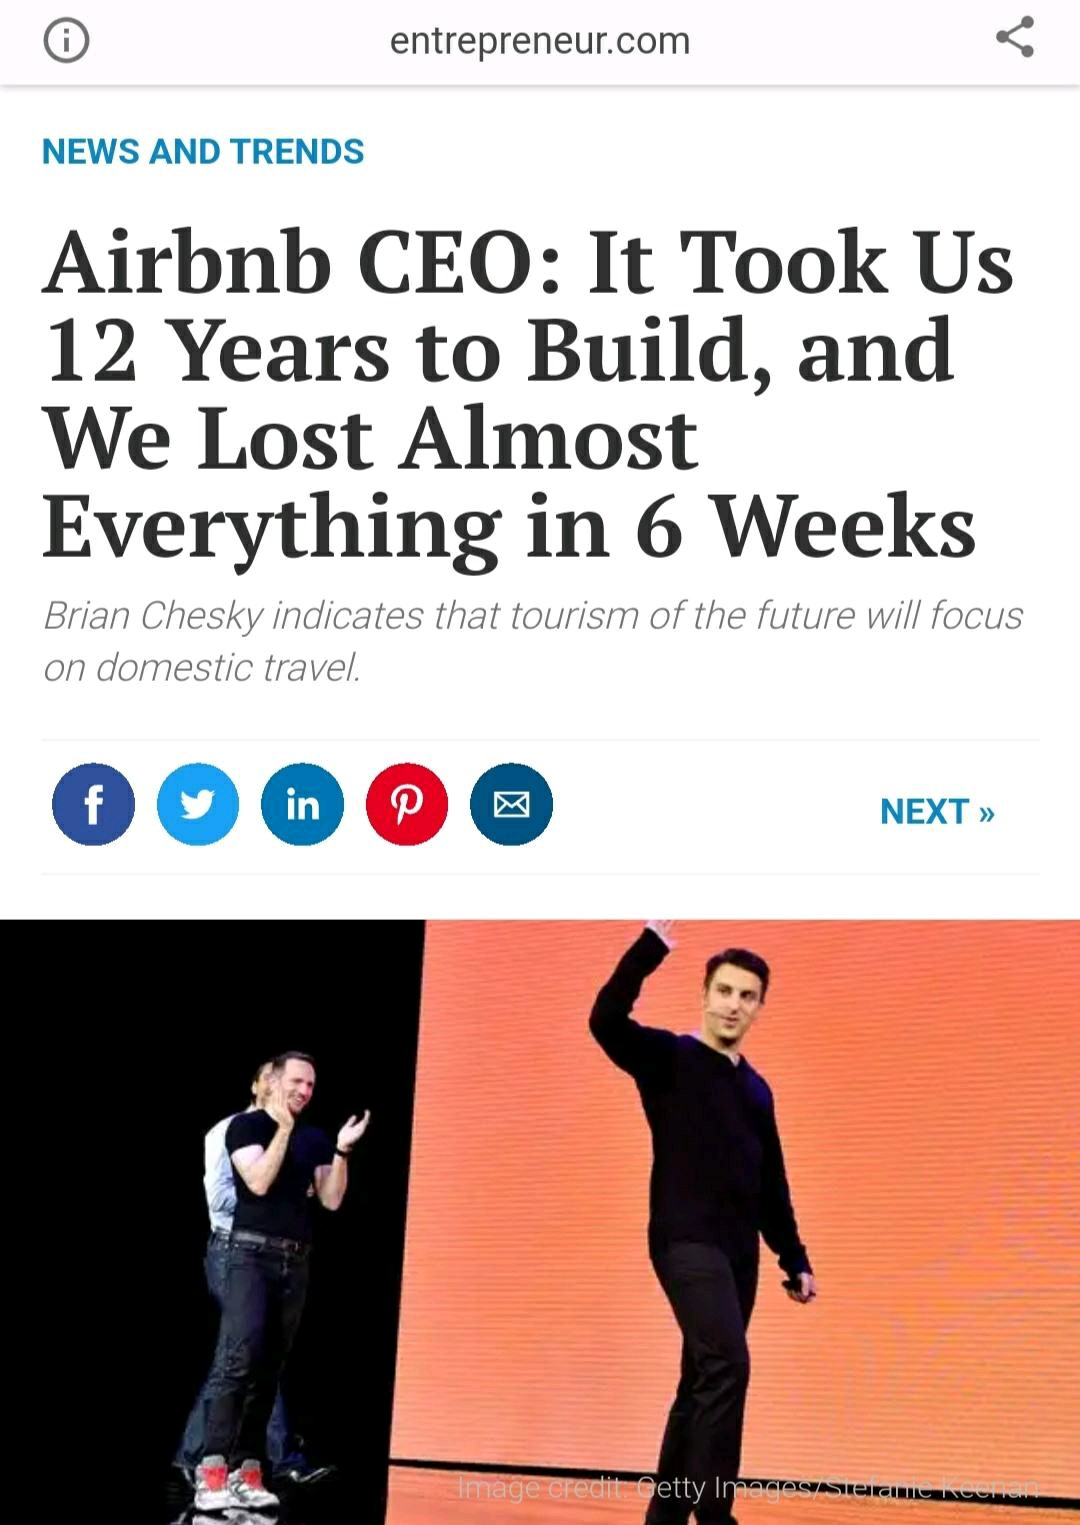 entrepreneur.com
NEWS AND TRENDS
Airbnb CEO: It Took Us
12 Years to Build, and
We Lost Almost
Everything in 6 Weeks
Brian Chesky indicates that tourism of the future will focus
on domestic travel.
NEXT »
Image credit: Getty Images/Stefanie Keenan